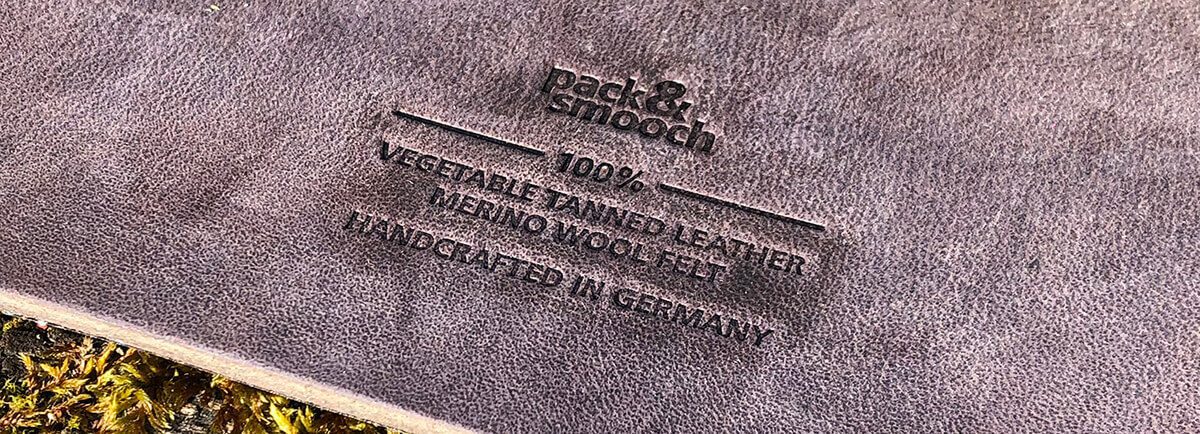 pack&
smooch
100%
VEGETABLE TANNED LEATHER
MERINO WOOL FELT
HANDCRAFTED IN GERMANY